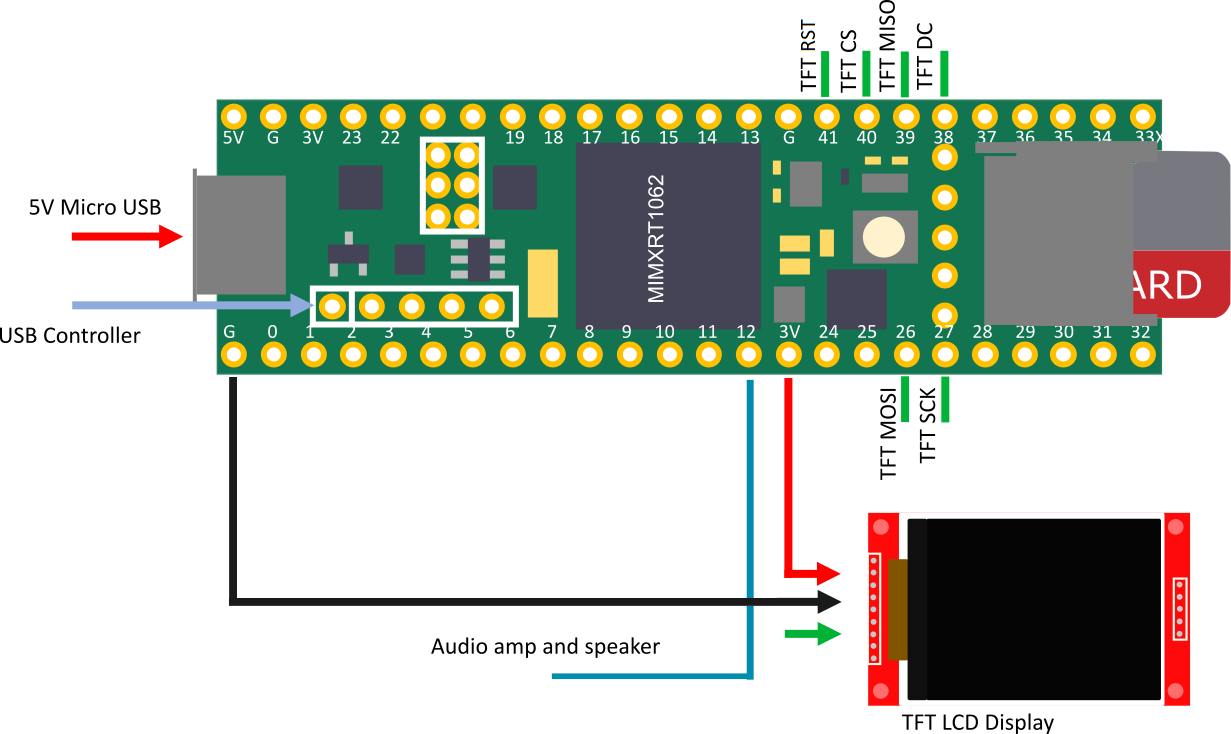 TFT RST
TFT CS
TFT MISO
TFT DC
5V G 3V 23 22 19 18 17 16 15 14 13 G 41 40 39 38 37 36 35 34 33X
5V Micro USB
MIMXRT1062
ARD
USB Controller
G 0 1 2 3 4 5 6 7 8 9 10 11 12 3V 24 25 26 27 28 29 30 31 32
TFT MOSI
TFT SCK
Audio amp and speaker
TFT LCD Display